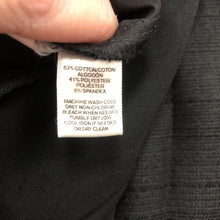 53% COTTON/COTTON
ALGODON
41% POLYESTER/
POLIESTER
6% SPANDEX
MACHINE WASH COLD
ONLY NON-CHLORINE
BLEACH WHEN NEEDED
TUMBLE DRY LOW
COOL IRON IF NEEDED
OR DRY CLEAN